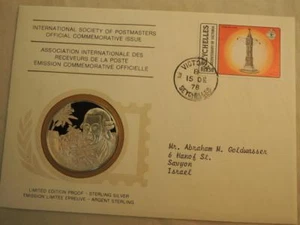 INTERNATIONAL SOCIETY OF POSTMASTERS
OFFICIAL COMMEMORATIVE ISSUE
ASSOCIATION INTERNATIONALE DES
RECEVEURS DE LA POSTE
EMISSION COMMEMORATIVE OFFICIELLE
VICTORIA
B
15 DE
78
SEYCHELLES
SEYCHELLES
Mr. Abraham M. Goldwasser
6 Hanof St.
Savyon
Israel
LIMITED EDITION PROOF · STERLING SILVER
EMISSION LIMITEE EPREUVE · ARGENT STERLING